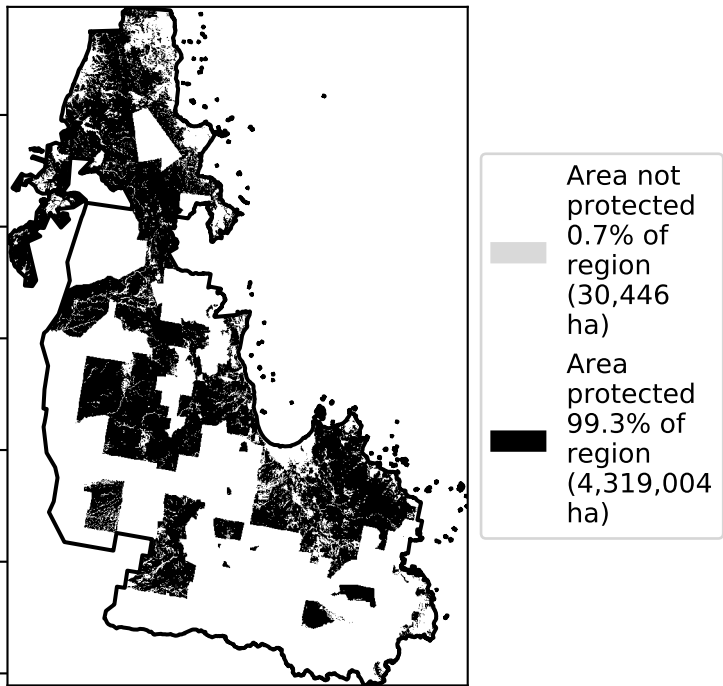 Area not
protected
0.7% of
region
(30,446
ha)
Area
protected
99.3% of
region
(4,319,004
ha)